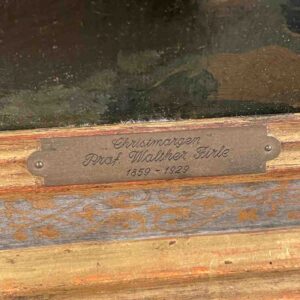 "Christmorgen"
Prof. Walther Firle
1859 - 1929